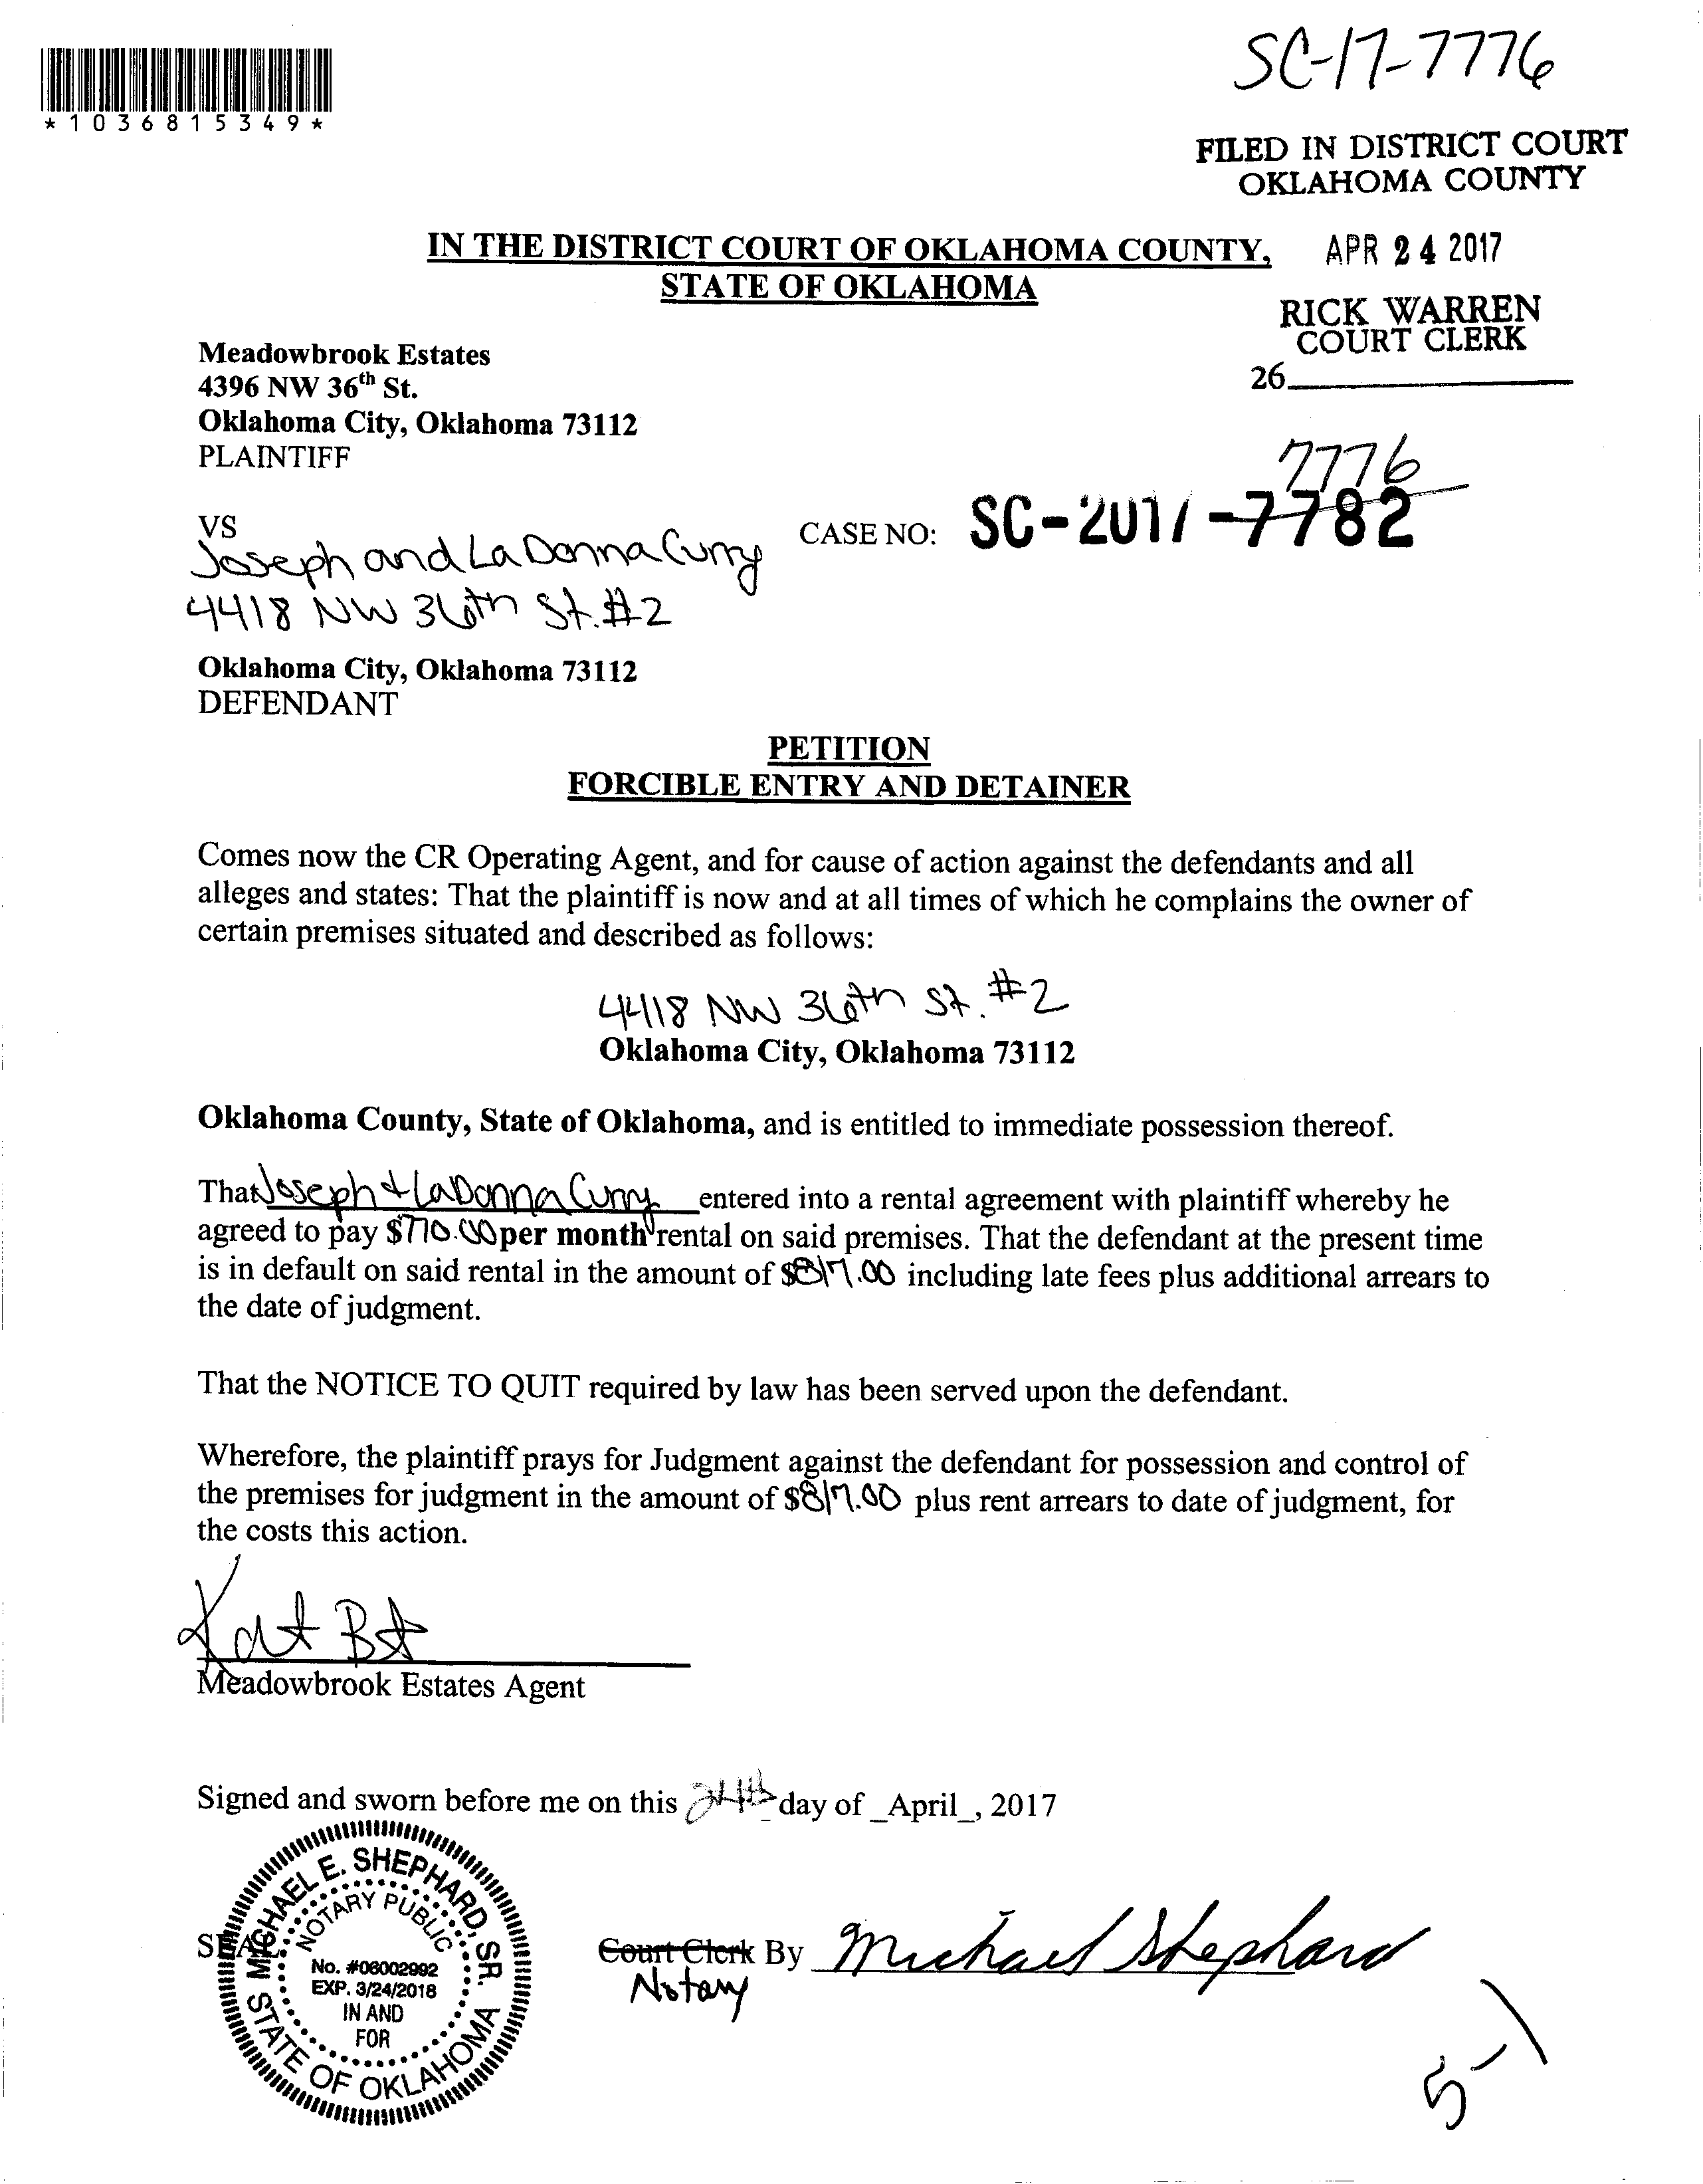 *1036815349*
SC-17-7776
FILED IN DISTRICT COURT
OKLAHOMA COUNTY
APR 24 2017
RICK WARREN
COURT CLERK
26
IN THE DISTRICT COURT OF OKLAHOMA COUNTY,
STATE OF OKLAHOMA
Meadowbrook Estates
4396 NW 36th St.
Oklahoma City, Oklahoma 73112
PLAINTIFF
VS
7776
CASE NO: SC-2017-7782
Joseph and LaDonna Curry
4418 NW 36th St. #2
Oklahoma City, Oklahoma 73112
DEFENDANT
PETITION
FORCIBLE ENTRY AND DETAINER
Comes now the CR Operating Agent, and for cause of action against the defendants and all
alleges and states: That the plaintiff is now and at all times of which he complains the owner of
certain premises situated and described as follows:
4418 NW 36th St. #2
Oklahoma City, Oklahoma 73112
Oklahoma County, State of Oklahoma, and is entitled to immediate possession thereof.
That Joseph + LaDonna Curry entered into a rental agreement with plaintiff whereby he
agreed to pay $770.00 per month rental on said premises. That the defendant at the present time
is in default on said rental in the amount of $817.00 including late fees plus additional arrears to
the date of judgment.
That the NOTICE TO QUIT required by law has been served upon the defendant.
Wherefore, the plaintiff prays for Judgment against the defendant for possession and control of
the premises for judgment in the amount of $817.00 plus rent arrears to date of judgment, for
the costs this action.
Kat Bst
Meadowbrook Estates Agent
Signed and sworn before me on this 24th day of _April_, 2017
SEAL
MICHAEL E. SHEPHARD, SR.
NOTARY PUBLIC
No. #06002992
EXP. 3/24/2018
IN AND
FOR
STATE OF OKLAHOMA
Court Clerk By Michael Shephard
Notary
5-1